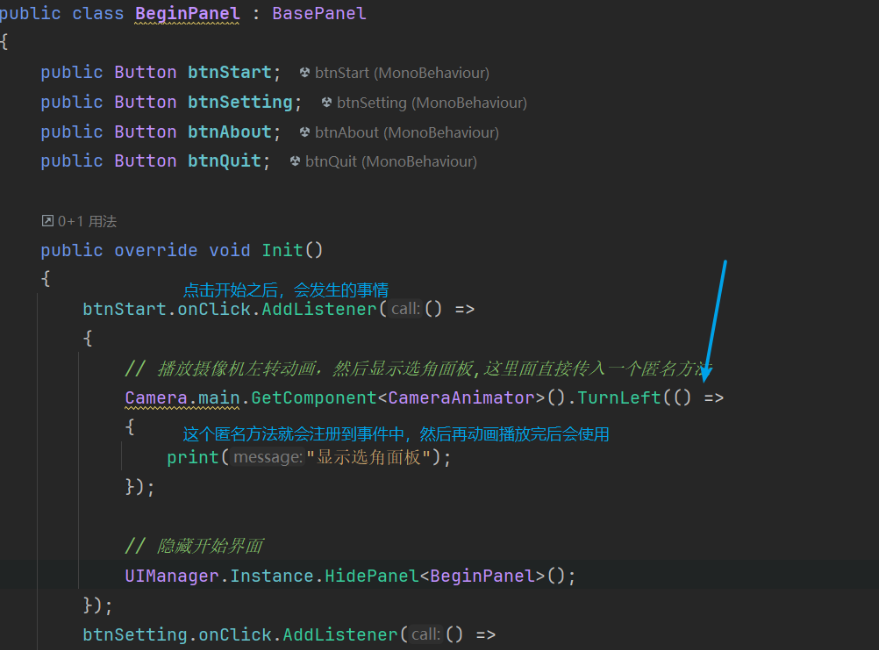 public class BeginPanel : BasePanel
{
public Button btnStart; btnStart (MonoBehaviour)
public Button btnSetting; btnSetting (MonoBehaviour)
public Button btnAbout; btnAbout (MonoBehaviour)
public Button btnQuit; btnQuit (MonoBehaviour)
0+1 用法
public override void Init()
{
点击开始之后，会发生的事情
btnStart.onClick.AddListener(call:() =>
{
// 播放摄像机左转动画，然后显示选角面板,这里面直接传入一个匿名方法
Camera.main.GetComponent<CameraAnimator>().TurnLeft(() =>
{
这个匿名方法就会注册到事件中，然后再动画播放完后会使用
print(message:"显示选角面板");
});
// 隐藏开始界面
UIManager.Instance.HidePanel<BeginPanel>();
});
btnSetting.onClick.AddListener(call:() =>